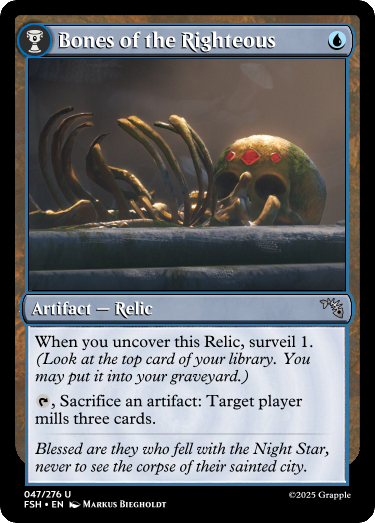 Bones of the Righteous
Artifact — Relic
When you uncover this Relic, surveil 1.
(Look at the top card of your library. You
may put it into your graveyard.)
, Sacrifice an artifact: Target player
mills three cards.
Blessed are they who fell with the Night Star,
never to see the corpse of their sainted city.
047/276 U
FSH • EN Markus Biegholdt
©2025 Grapple